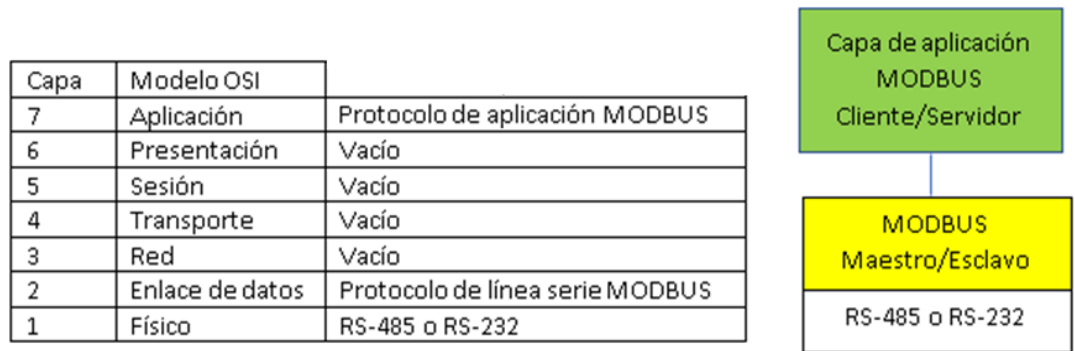 Capa Modelo OSI
7 Aplicación Protocolo de aplicación MODBUS
6 Presentación Vacío
5 Sesión Vacío
4 Transporte Vacío
3 Red Vacío
2 Enlace de datos Protocolo de línea serie MODBUS
1 Físico RS-485 o RS-232
Capa de aplicación
MODBUS
Cliente/Servidor
MODBUS
Maestro/Esclavo
RS-485 o RS-232